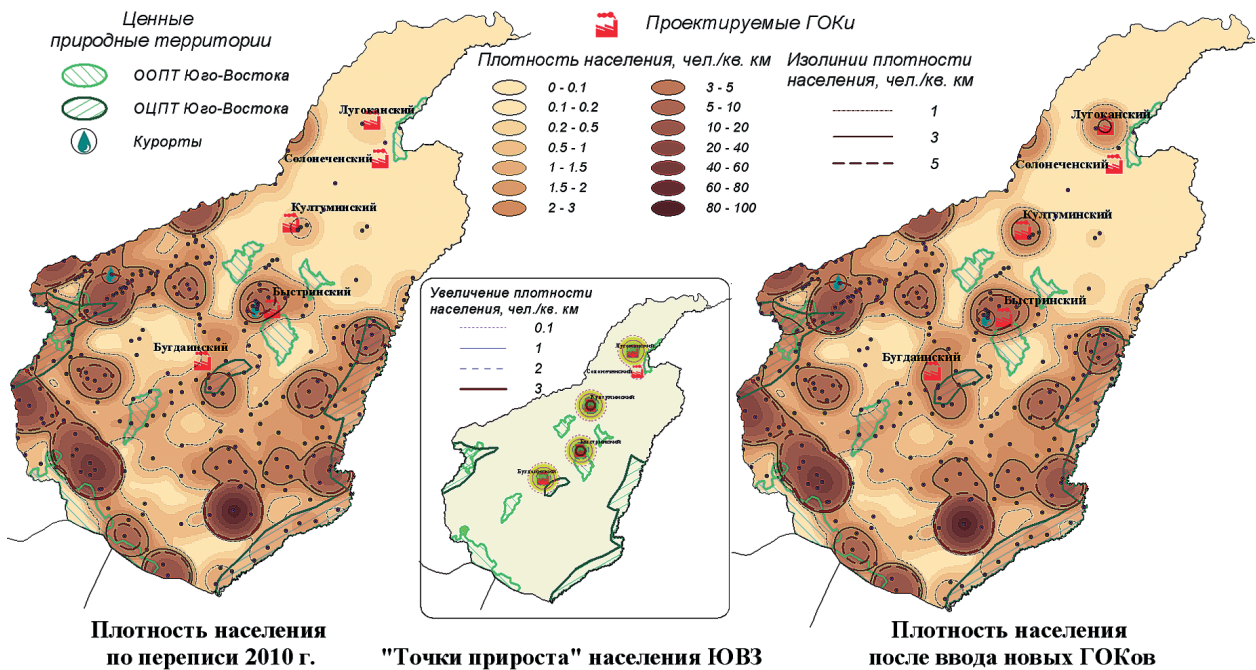 Ценные
природные территории
ООПТ Юго-Востока
ОЦПТ Юго-Востока
Курорты
Проектируемые ГОКи
Плотность населения, чел./кв. км
0 - 0.1
0.1 - 0.2
0.2 - 0.5
0.5 - 1
1 - 1.5
1.5 - 2
2 - 3
3 - 5
5 - 10
10 - 20
20 - 40
40 - 60
60 - 80
80 - 100
Изолинии плотности
населения, чел./кв. км
1
3
5
Лугоканский
Солонеченский
Култуминский
Быстринский
Бугдаинский
Увеличение плотности
населения, чел./кв. км
0.1
1
2
3
Лугоканский
Солонеченский
Култуминский
Быстринский
Бугдаинский
Лугоканский
Солонеченский
Култуминский
Быстринский
Бугдаинский
Плотность населения
по переписи 2010 г.
"Точки прироста" населения ЮВЗ
Плотность населения
после ввода новых ГОКов